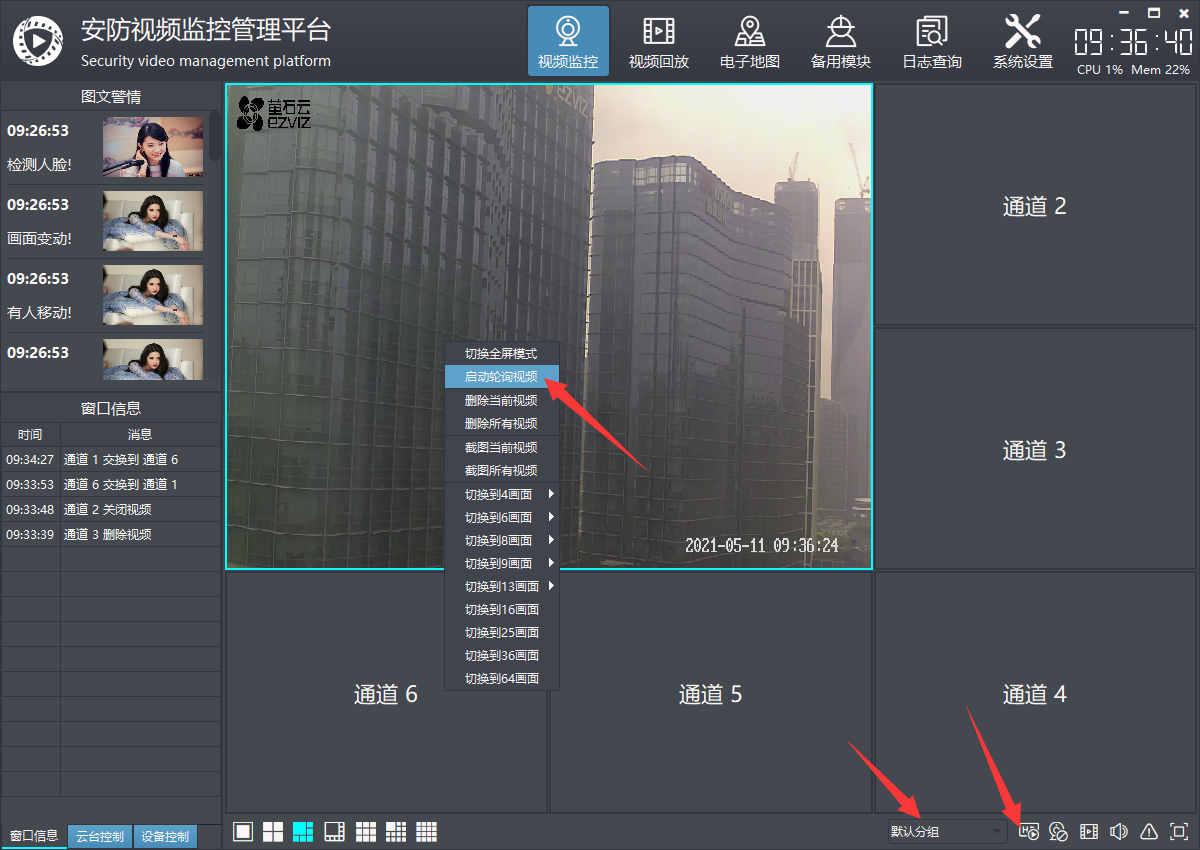 安防视频监控管理平台
Security video management platform
视频监控
视频回放
电子地图
备用模块
日志查询
系统设置
09:36:40
CPU 1% Mem 22%
图文警情
09:26:53
检测人脸!
09:26:53
画面变动!
09:26:53
有人移动!
09:26:53
窗口信息
时间 消息
09:34:27 通道 1 交换到 通道 6
09:33:53 通道 6 交换到 通道 1
09:33:48 通道 2 关闭视频
09:33:39 通道 3 删除视频
窗口信息
云台控制
设备控制
萤石云
ezviz
ezviz
切换全屏模式
启动轮询视频
删除当前视频
删除所有视频
截图当前视频
截图所有视频
切换到4画面
切换到6画面
切换到8画面
切换到9画面
切换到13画面
切换到16画面
切换到25画面
切换到36画面
切换到64画面
2021-05-11 09:36:24
通道 2
通道 3
通道 6
通道 5
通道 4
默认分组